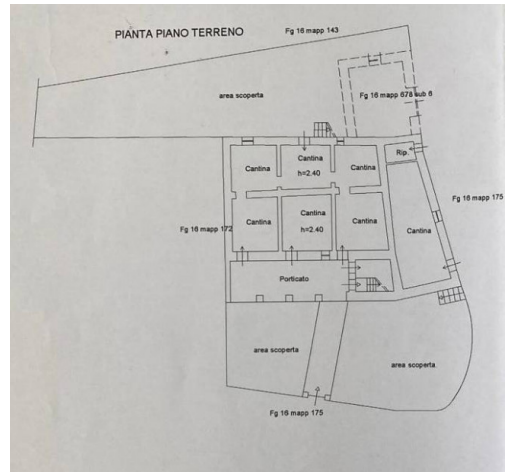 PIANTA PIANO TERRENO
Fg 16 mapp 143
area scoperta
Fg 16 mapp 678 sub 6
Cantina
Cantina
h=2.40
Cantina
Rip.
Fg 16 mapp 175
Cantina
Cantina
h=2.40
Cantina
Cantina
Fg 16 mapp 172
Porticato
area scoperta
area scoperta
Fg 16 mapp 175